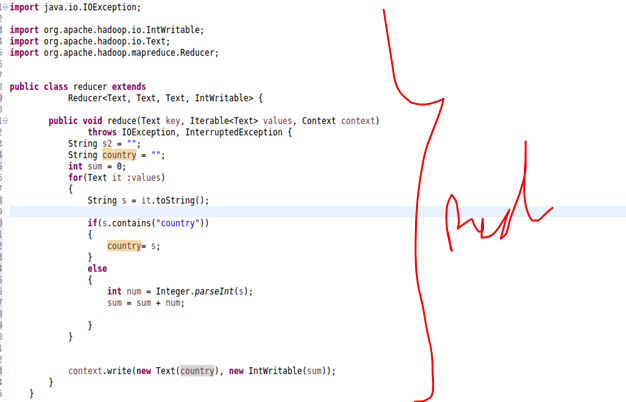 import java.io.IOException;
import org.apache.hadoop.io.IntWritable;
import org.apache.hadoop.io.Text;
import org.apache.hadoop.mapreduce.Reducer;
public class reducer extends
Reducer<Text, Text, Text, IntWritable> {
public void reduce(Text key, Iterable<Text> values, Context context)
throws IOException, InterruptedException {
String s2 = "";
String country = "";
int sum = 0;
for(Text it :values)
{
String s = it.toString();
if(s.contains("country"))
{
country= s;
}
else
{
int num = Integer.parseInt(s);
sum = sum + num;
}
}
context.write(new Text(country), new IntWritable(sum));
}
}